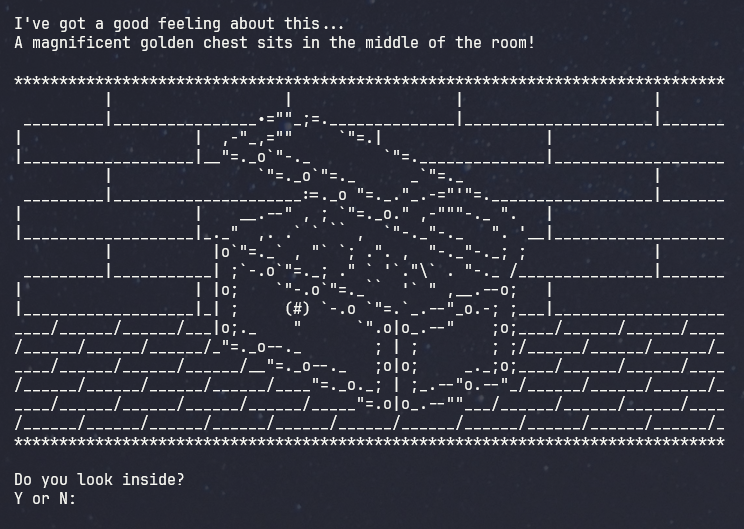 I've got a good feeling about this...
A magnificent golden chest sits in the middle of the room!
Do you look inside?
Y or N: